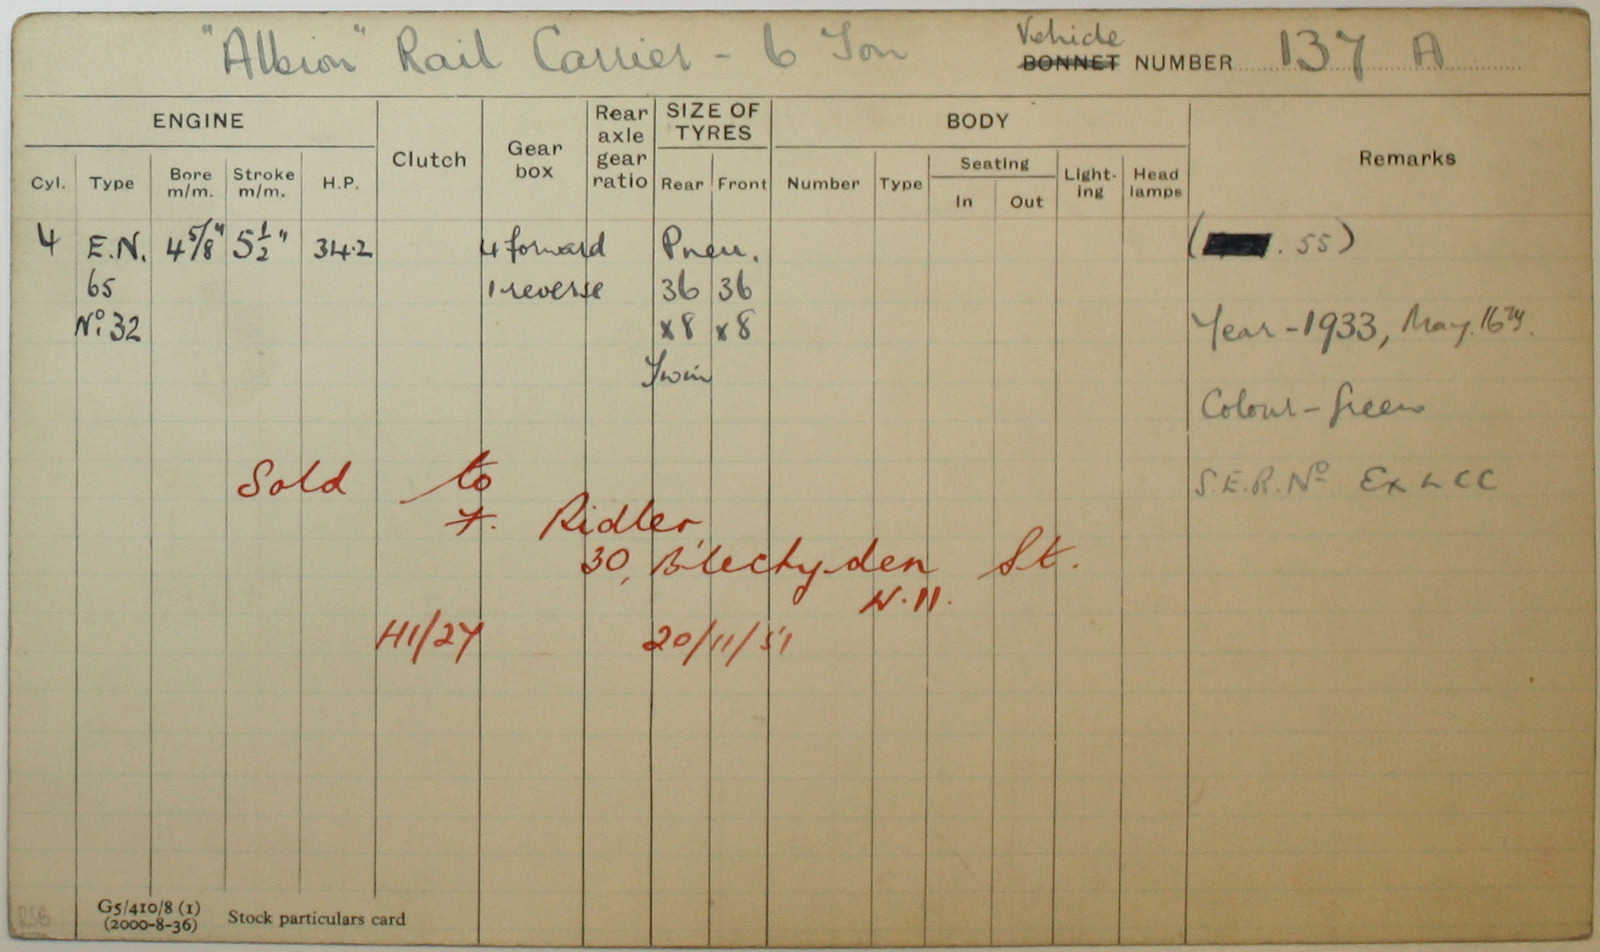 "Albion" Rail Carrier - 6 Ton
Vehicle
BONNET NUMBER 137 A
ENGINE
Clutch
Gear box
Rear axle gear ratio
SIZE OF TYRES
BODY
Remarks
Cyl.
Type
Bore m/m.
Stroke m/m.
H.P.
Rear
Front
Number
Type
Seating
In
Out
Light-ing
Head lamps
4 E.N. 4 5/8" 5 1/2" 34.2 4 forward Pneu. ( . 55)
65 1 reverse 36 36
No. 32 x8 x8 Year - 1933, May. 16th.
Twin
Colour - Green
Sold to S.E.R. No Ex L C C
F. Ridler,
30, Blechynden St.
W.11.
H1/27 20/11/51
RSB
G5/410/8 (1)
(2000-8-36)
Stock particulars card